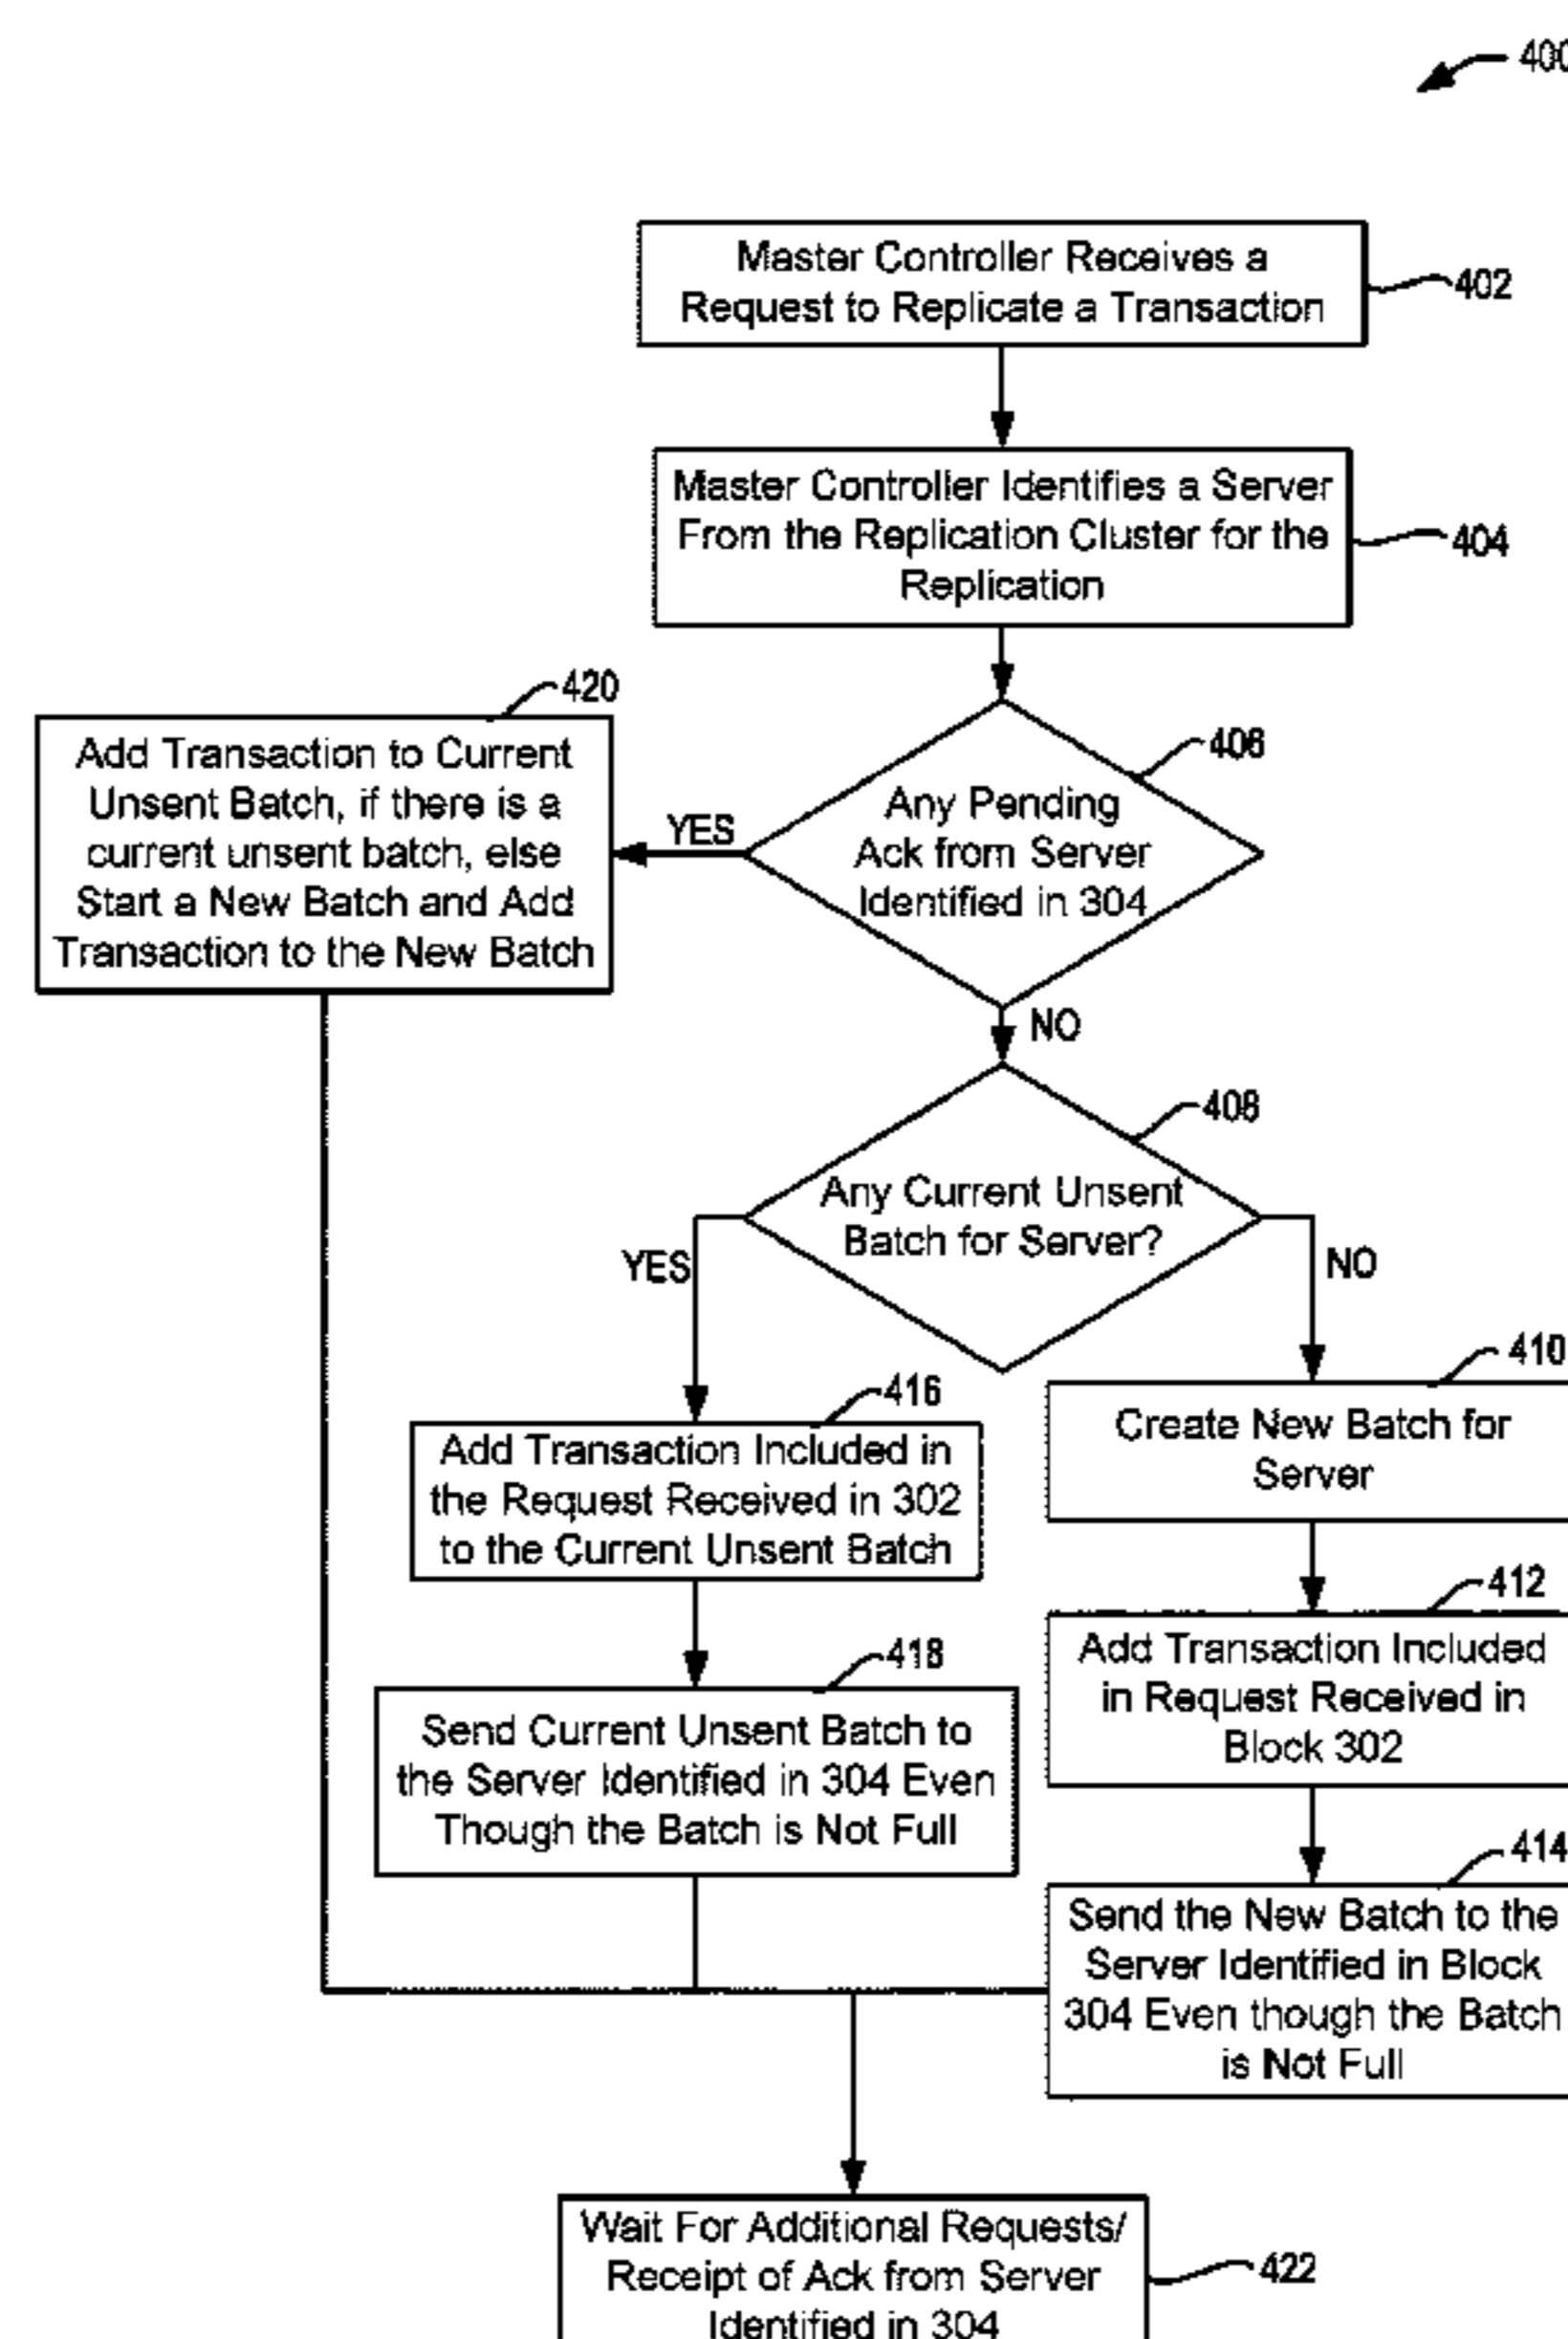 400
Master Controller Receives a
Request to Replicate a Transaction
402
Master Controller Identifies a Server
From the Replication Cluster for the
Replication
404
420
Add Transaction to Current
Unsent Batch, if there is a
current unsent batch, else
Start a New Batch and Add
Transaction to the New Batch
YES
406
Any Pending
Ack from Server
Identified in 304
NO
408
Any Current Unsent
Batch for Server?
YES
NO
416
Add Transaction Included in
the Request Received in 302
to the Current Unsent Batch
410
Create New Batch for
Server
412
Add Transaction Included
in Request Received in
Block 302
418
Send Current Unsent Batch to
the Server Identified in 304 Even
Though the Batch is Not Full
414
Send the New Batch to the
Server Identified in Block
304 Even though the Batch
is Not Full
Wait For Additional Requests/
Receipt of Ack from Server
Identified in 304
422